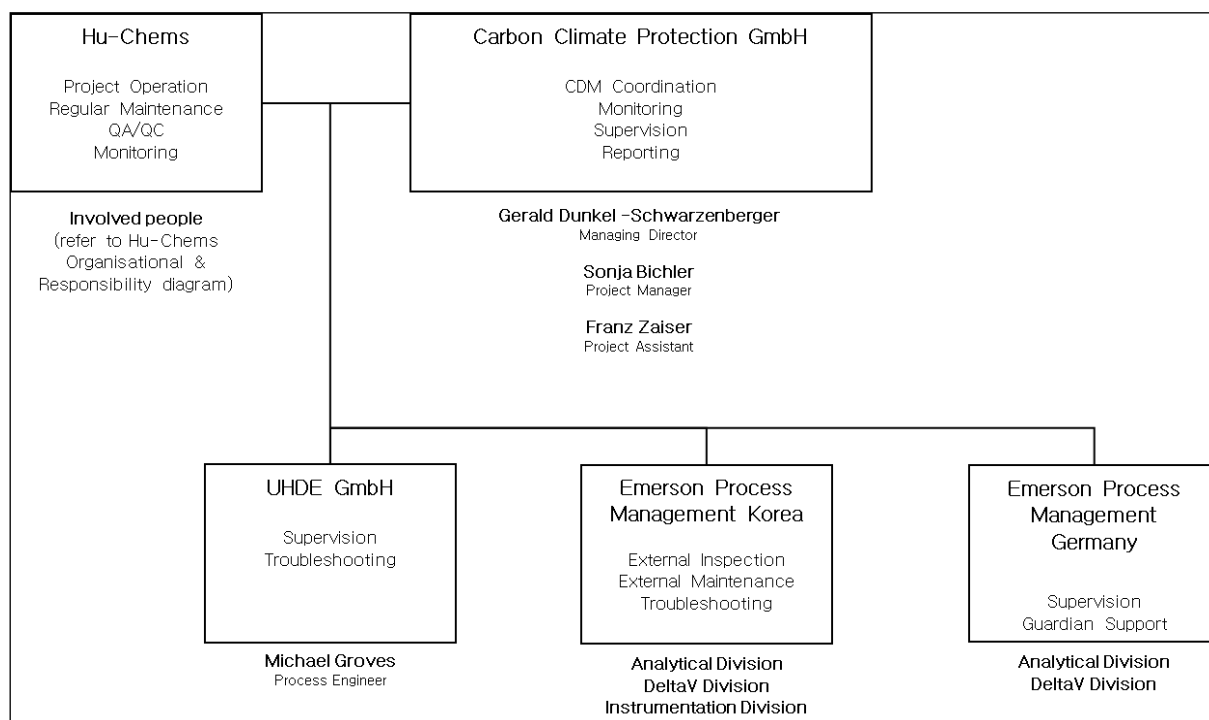 Hu-Chems
Project Operation
Regular Maintenance
QA/QC
Monitoring
Involved people
(refer to Hu-Chems
Organisational &
Responsibility diagram)
Carbon Climate Protection GmbH
CDM Coordination
Monitoring
Supervision
Reporting
Gerald Dunkel -Schwarzenberger
Managing Director
Sonja Bichler
Project Manager
Franz Zaiser
Project Assistant
UHDE GmbH
Supervision
Troubleshooting
Michael Groves
Process Engineer
Emerson Process
Management Korea
External Inspection
External Maintenance
Troubleshooting
Analytical Division
DeltaV Division
Instrumentation Division
Emerson Process
Management
Germany
Supervision
Guardian Support
Analytical Division
DeltaV Division